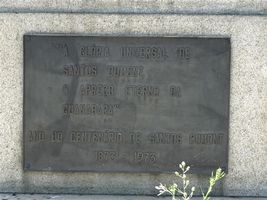 "A GLÓRIA UNIVERSAL DE
SANTOS DUMONT,
O APREÇO ETERNO DA
GUANABARA"
ANO DO CENTENÁRIO DE SANTOS DUMONT
1873 - 1973